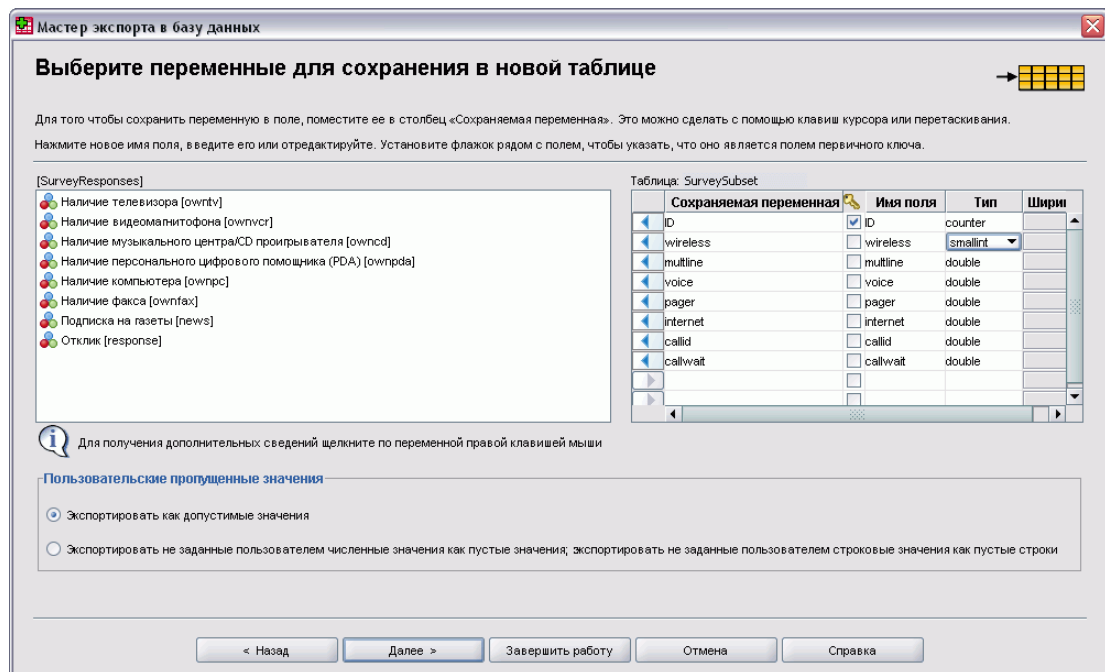 Мастер экспорта в базу данных
Выберите переменные для сохранения в новой таблице
Для того чтобы сохранить переменную в поле, поместите ее в столбец «Сохраняемая переменная». Это можно сделать с помощью клавиш курсора или перетаскивания.
Нажмите новое имя поля, введите его или отредактируйте. Установите флажок рядом с полем, чтобы указать, что оно является полем первичного ключа.
[SurveyResponses]
Наличие телевизора [owntv]
Наличие видеомагнитофона [ownvcr]
Наличие музыкального центра/CD проигрывателя [owncd]
Наличие персонального цифрового помощника (PDA) [ownpda]
Наличие компьютера [ownpc]
Наличие факса [ownfax]
Подписка на газеты [news]
Отклик [response]
Таблица: SurveySubset
Сохраняемая переменная Имя поля Тип Шири
ID ID counter
wireless wireless smallint
multline multline double
voice voice double
pager pager double
internet internet double
callid callid double
callwait callwait double
Для получения дополнительных сведений щелкните по переменной правой клавишей мыши
Пользовательские пропущенные значения
Экспортировать как допустимые значения
Экспортировать не заданные пользователем численные значения как пустые значения; экспортировать не заданные пользователем строковые значения как пустые строки
< Назад Далее > Завершить работу Отмена Справка